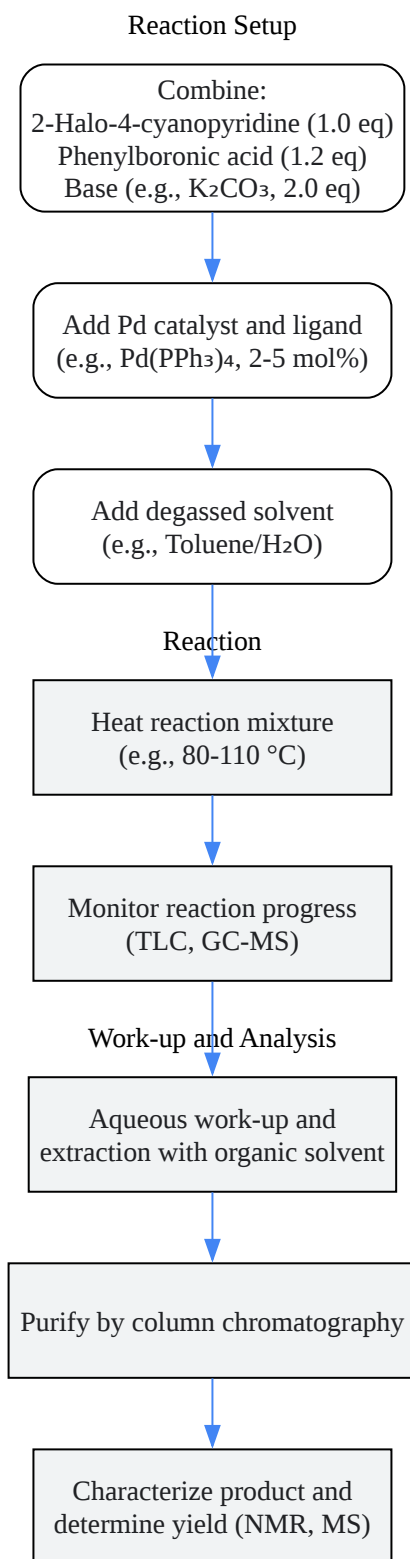 Reaction Setup
Combine:
2-Halo-4-cyanopyridine (1.0 eq)
Phenylboronic acid (1.2 eq)
Base (e.g., K₂CO₃, 2.0 eq)
Add Pd catalyst and ligand
(e.g., Pd(PPh₃)₄, 2-5 mol%)
Add degassed solvent
(e.g., Toluene/H₂O)
Reaction
Heat reaction mixture
(e.g., 80-110 °C)
Monitor reaction progress
(TLC, GC-MS)
Work-up and Analysis
Aqueous work-up and
extraction with organic solvent
Purify by column chromatography
Characterize product and
determine yield (NMR, MS)